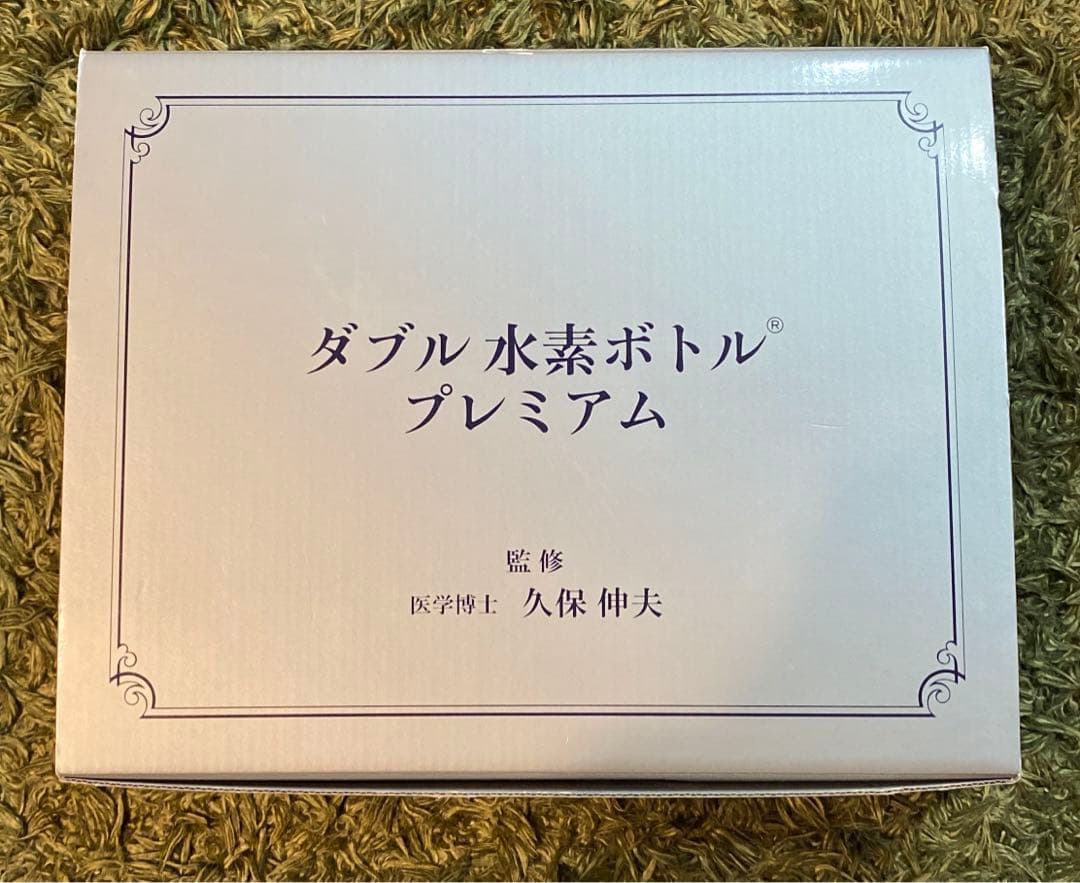 ダブル 水素ボトル®
プレミアム
監修
医学博士 久保 伸夫